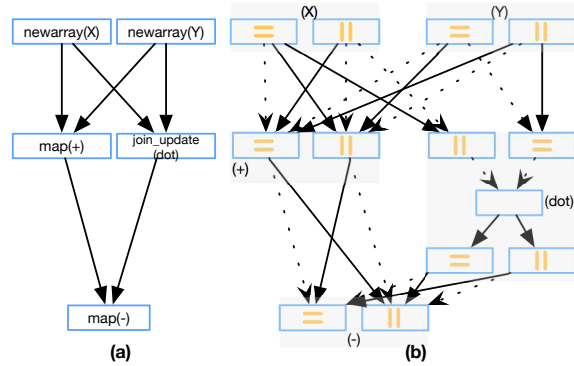 newarray(X)
newarray(Y)
map(+)
join_update
(dot)
map(-)
(a)
(X)
(Y)
(+)
(dot)
(-)
(b)